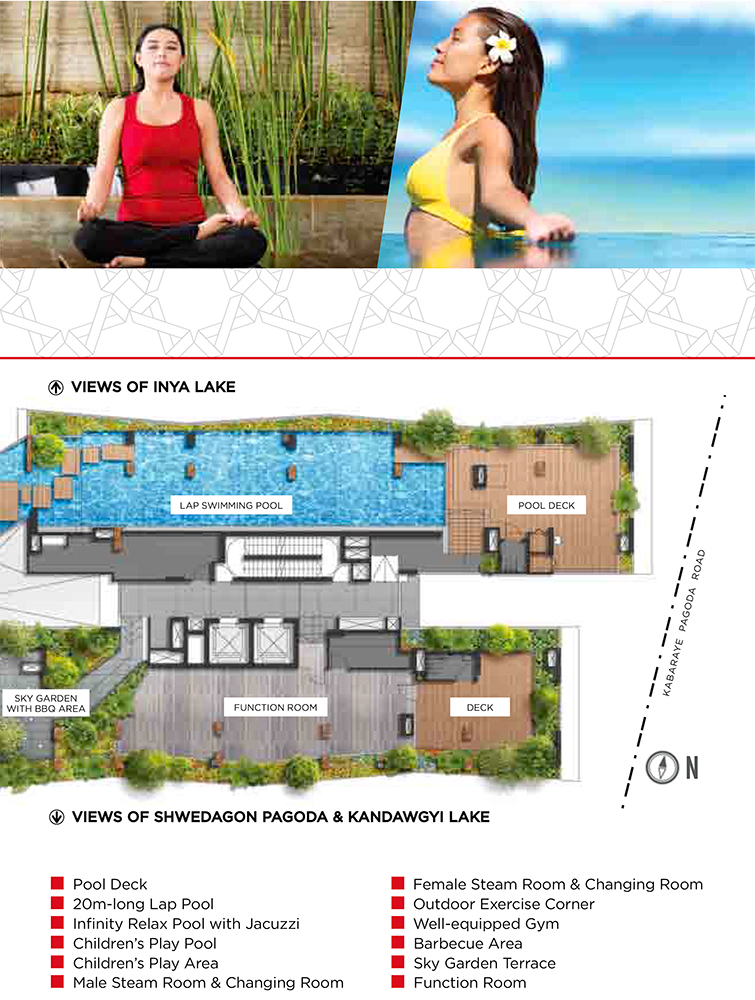 VIEWS OF INYA LAKE
LAP SWIMMING POOL
POOL DECK
KABARAYE PAGODA ROAD
SKY GARDEN
WITH BBQ AREA
FUNCTION ROOM
DECK
N
VIEWS OF SHWEDAGON PAGODA & KANDAWGYI LAKE
Pool Deck
20m-long Lap Pool
Infinity Relax Pool with Jacuzzi
Children's Play Pool
Children's Play Area
Male Steam Room & Changing Room
Female Steam Room & Changing Room
Outdoor Exercise Corner
Well-equipped Gym
Barbecue Area
Sky Garden Terrace
Function Room